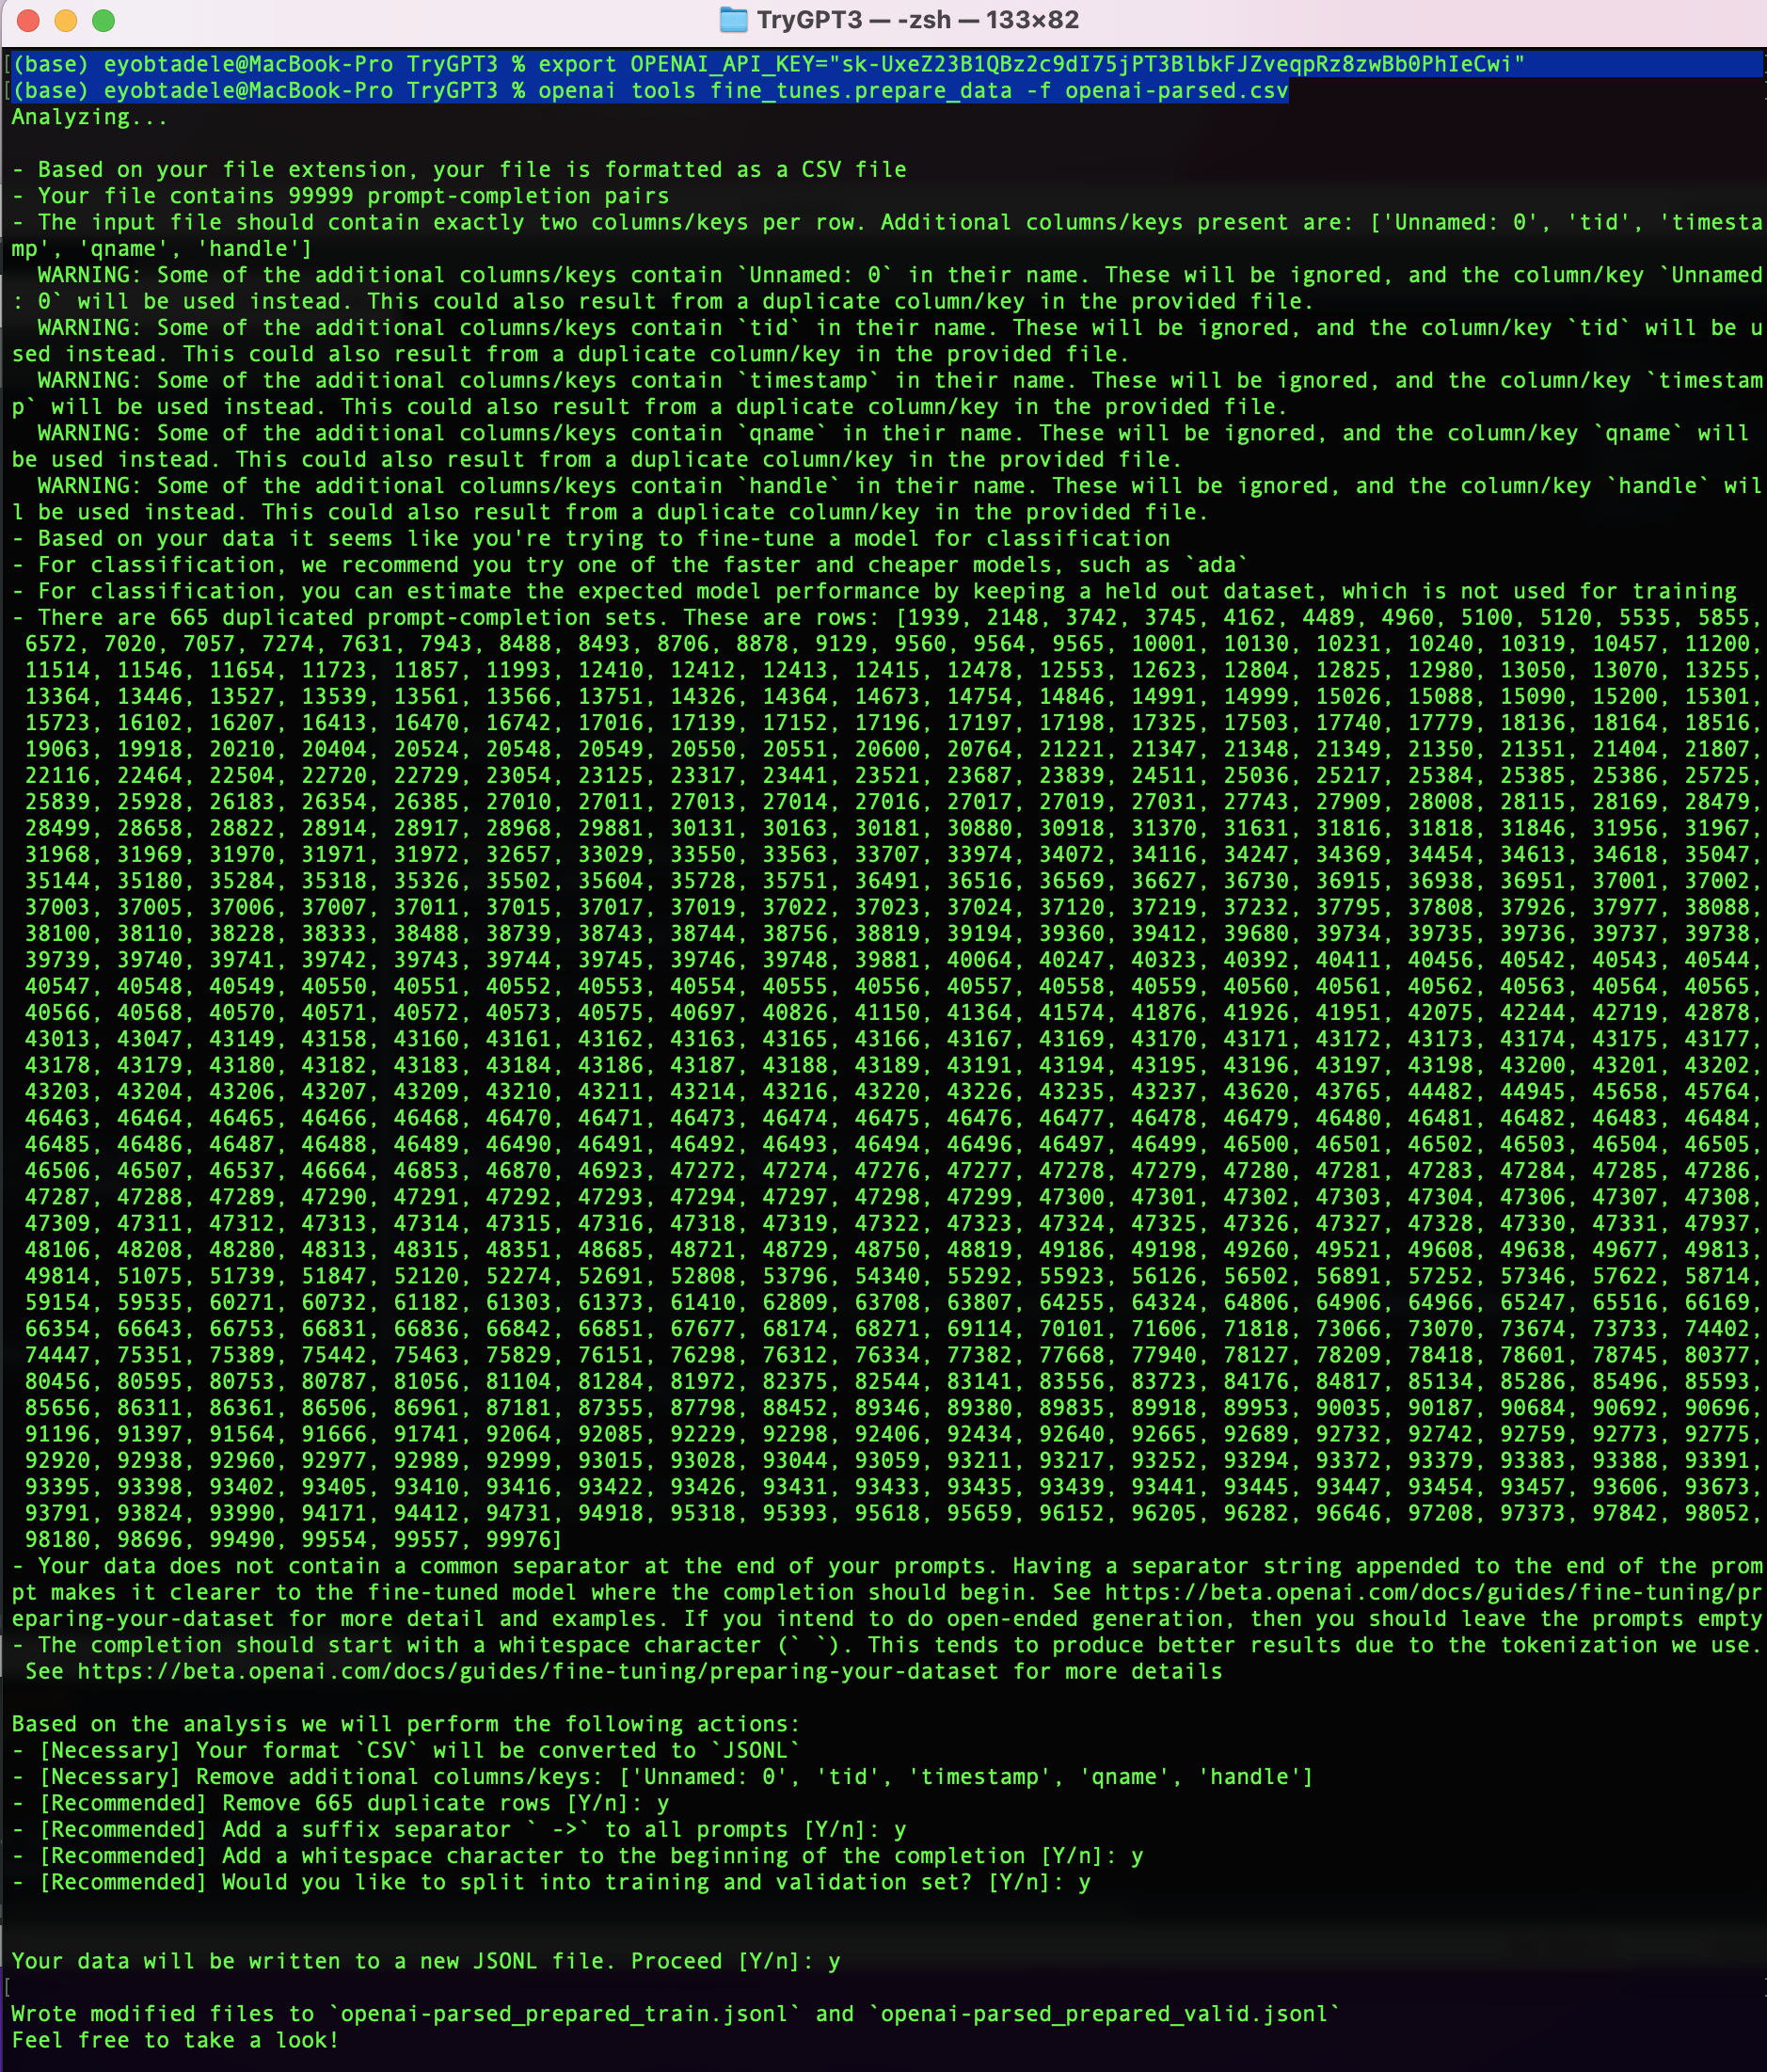 TryGPT3 — -zsh — 133×82
(base) eyobtadele@MacBook-Pro TryGPT3 % export OPENAI_API_KEY="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"
(base) eyobtadele@MacBook-Pro TryGPT3 % openai tools fine_tunes.prepare_data -f openai-parsed.csv
Analyzing...
- Based on your file extension, your file is formatted as a CSV file
- Your file contains 99999 prompt-completion pairs
- The input file should contain exactly two columns/keys per row. Additional columns/keys present are: ['Unnamed: 0', 'tid', 'timesta
mp', 'qname', 'handle']
  WARNING: Some of the additional columns/keys contain `Unnamed: 0` in their name. These will be ignored, and the column/key `Unnamed
: 0` will be used instead. This could also result from a duplicate column/key in the provided file.
  WARNING: Some of the additional columns/keys contain `tid` in their name. These will be ignored, and the column/key `tid` will be u
sed instead. This could also result from a duplicate column/key in the provided file.
  WARNING: Some of the additional columns/keys contain `timestamp` in their name. These will be ignored, and the column/key `timestam
p` will be used instead. This could also result from a duplicate column/key in the provided file.
  WARNING: Some of the additional columns/keys contain `qname` in their name. These will be ignored, and the column/key `qname` will
be used instead. This could also result from a duplicate column/key in the provided file.
  WARNING: Some of the additional columns/keys contain `handle` in their name. These will be ignored, and the column/key `handle` wil
l be used instead. This could also result from a duplicate column/key in the provided file.
- Based on your data it seems like you're trying to fine-tune a model for classification
- For classification, we recommend you try one of the faster and cheaper models, such as `ada`
- For classification, you can estimate the expected model performance by keeping a held out dataset, which is not used for training
- There are 665 duplicated prompt-completion sets. These are rows: [1939, 2148, 3742, 3745, 4162, 4489, 4960, 5100, 5120, 5535, 5855,
 6572, 7020, 7057, 7274, 7631, 7943, 8488, 8493, 8706, 8878, 9129, 9560, 9564, 9565, 10001, 10130, 10231, 10240, 10319, 10457, 11200,
 11514, 11546, 11654, 11723, 11857, 11993, 12410, 12412, 12413, 12415, 12478, 12553, 12623, 12804, 12825, 12980, 13050, 13070, 13255,
 13364, 13446, 13527, 13539, 13561, 13566, 13751, 14326, 14364, 14673, 14754, 14846, 14991, 14999, 15026, 15088, 15090, 15200, 15301,
 15723, 16102, 16207, 16413, 16470, 16742, 17016, 17139, 17152, 17196, 17197, 17198, 17325, 17503, 17740, 17779, 18136, 18164, 18516,
 19063, 19918, 20210, 20404, 20524, 20548, 20549, 20550, 20551, 20600, 20764, 21221, 21347, 21348, 21349, 21350, 21351, 21404, 21807,
 22116, 22464, 22504, 22720, 22729, 23054, 23125, 23317, 23441, 23521, 23687, 23839, 24511, 25036, 25217, 25384, 25385, 25386, 25725,
 25839, 25928, 26183, 26354, 26385, 27010, 27011, 27013, 27014, 27016, 27017, 27019, 27031, 27743, 27909, 28008, 28115, 28169, 28479,
 28499, 28658, 28822, 28914, 28917, 28968, 29881, 30131, 30163, 30181, 30880, 30918, 31370, 31631, 31816, 31818, 31846, 31956, 31967,
 31968, 31969, 31970, 31971, 31972, 32657, 33029, 33550, 33563, 33707, 33974, 34072, 34116, 34247, 34369, 34454, 34613, 34618, 35047,
 35144, 35180, 35284, 35318, 35326, 35502, 35604, 35728, 35751, 36491, 36516, 36569, 36627, 36730, 36915, 36938, 36951, 37001, 37002,
 37003, 37005, 37006, 37007, 37011, 37015, 37017, 37019, 37022, 37023, 37024, 37120, 37219, 37232, 37795, 37808, 37926, 37977, 38088,
 38100, 38110, 38228, 38333, 38488, 38739, 38743, 38744, 38756, 38819, 39194, 39360, 39412, 39680, 39734, 39735, 39736, 39737, 39738,
 39739, 39740, 39741, 39742, 39743, 39744, 39745, 39746, 39748, 39881, 40064, 40247, 40323, 40392, 40411, 40456, 40542, 40543, 40544,
 40547, 40548, 40549, 40550, 40551, 40552, 40553, 40554, 40555, 40556, 40557, 40558, 40559, 40560, 40561, 40562, 40563, 40564, 40565,
 40566, 40568, 40570, 40571, 40572, 40573, 40575, 40697, 40826, 41150, 41364, 41574, 41876, 41926, 41951, 42075, 42244, 42719, 42878,
 43013, 43047, 43149, 43158, 43160, 43161, 43162, 43163, 43165, 43166, 43167, 43169, 43170, 43171, 43172, 43173, 43174, 43175, 43177,
 43178, 43179, 43180, 43182, 43183, 43184, 43186, 43187, 43188, 43189, 43191, 43194, 43195, 43196, 43197, 43198, 43200, 43201, 43202,
 43203, 43204, 43206, 43207, 43209, 43210, 43211, 43214, 43216, 43220, 43226, 43235, 43237, 43620, 43765, 44482, 44945, 45658, 45764,
 46463, 46464, 46465, 46466, 46468, 46470, 46471, 46473, 46474, 46475, 46476, 46477, 46478, 46479, 46480, 46481, 46482, 46483, 46484,
 46485, 46486, 46487, 46488, 46489, 46490, 46491, 46492, 46493, 46494, 46496, 46497, 46499, 46500, 46501, 46502, 46503, 46504, 46505,
 46506, 46507, 46537, 46664, 46853, 46870, 46923, 47272, 47274, 47276, 47277, 47278, 47279, 47280, 47281, 47283, 47284, 47285, 47286,
 47287, 47288, 47289, 47290, 47291, 47292, 47293, 47294, 47297, 47298, 47299, 47300, 47301, 47302, 47303, 47304, 47306, 47307, 47308,
 47309, 47311, 47312, 47313, 47314, 47315, 47316, 47318, 47319, 47322, 47323, 47324, 47325, 47326, 47327, 47328, 47330, 47331, 47937,
 48106, 48208, 48280, 48313, 48315, 48351, 48685, 48721, 48729, 48750, 48819, 49186, 49198, 49260, 49521, 49608, 49638, 49677, 49813,
 49814, 51075, 51739, 51847, 52120, 52274, 52691, 52808, 53796, 54340, 55292, 55923, 56126, 56502, 56891, 57252, 57346, 57622, 58714,
 59154, 59535, 60271, 60732, 61182, 61303, 61373, 61410, 62809, 63708, 63807, 64255, 64324, 64806, 64906, 64966, 65247, 65516, 66169,
 66354, 66643, 66753, 66831, 66836, 66842, 66851, 67677, 68174, 68271, 69114, 70101, 71606, 71818, 73066, 73070, 73674, 73733, 74402,
 74447, 75351, 75389, 75442, 75463, 75829, 76151, 76298, 76312, 76334, 77382, 77668, 77940, 78127, 78209, 78418, 78601, 78745, 80377,
 80456, 80595, 80753, 80787, 81056, 81104, 81284, 81972, 82375, 82544, 83141, 83556, 83723, 84176, 84817, 85134, 85286, 85496, 85593,
 85656, 86311, 86361, 86506, 86961, 87181, 87355, 87798, 88452, 89346, 89380, 89835, 89918, 89953, 90035, 90187, 90684, 90692, 90696,
 91196, 91397, 91564, 91666, 91741, 92064, 92085, 92229, 92298, 92406, 92434, 92640, 92665, 92689, 92732, 92742, 92759, 92773, 92775,
 92920, 92938, 92960, 92977, 92989, 92999, 93015, 93028, 93044, 93059, 93211, 93217, 93252, 93294, 93372, 93379, 93383, 93388, 93391,
 93395, 93398, 93402, 93405, 93410, 93416, 93422, 93426, 93431, 93433, 93435, 93439, 93441, 93445, 93447, 93454, 93457, 93606, 93673,
 93791, 93824, 93990, 94171, 94412, 94731, 94918, 95318, 95393, 95618, 95659, 96152, 96205, 96282, 96646, 97208, 97373, 97842, 98052,
 98180, 98696, 99490, 99554, 99557, 99976]
- Your data does not contain a common separator at the end of your prompts. Having a separator string appended to the end of the prom
pt makes it clearer to the fine-tuned model where the completion should begin. See https://beta.openai.com/docs/guides/fine-tuning/pr
eparing-your-dataset for more detail and examples. If you intend to do open-ended generation, then you should leave the prompts empty
- The completion should start with a whitespace character (` `). This tends to produce better results due to the tokenization we use.
 See https://beta.openai.com/docs/guides/fine-tuning/preparing-your-dataset for more details
Based on the analysis we will perform the following actions:
- [Necessary] Your format `CSV` will be converted to `JSONL`
- [Necessary] Remove additional columns/keys: ['Unnamed: 0', 'tid', 'timestamp', 'qname', 'handle']
- [Recommended] Remove 665 duplicate rows [Y/n]: y
- [Recommended] Add a suffix separator ` ->` to all prompts [Y/n]: y
- [Recommended] Add a whitespace character to the beginning of the completion [Y/n]: y
- [Recommended] Would you like to split into training and validation set? [Y/n]: y
Your data will be written to a new JSONL file. Proceed [Y/n]: y
Wrote modified files to `openai-parsed_prepared_train.jsonl` and `openai-parsed_prepared_valid.jsonl`
Feel free to take a look!